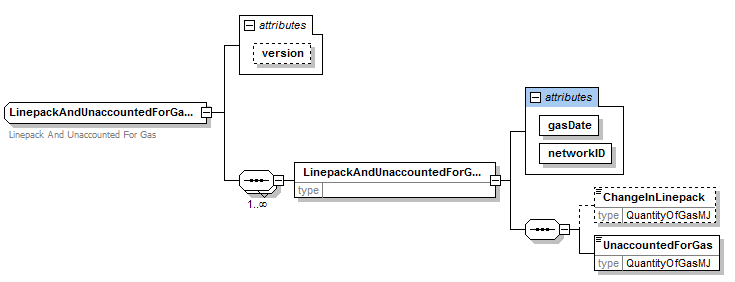 attributes
version
LinepackAndUnaccountedForGa...
Linepack And Unaccounted For Gas
attributes
gasDate
networkID
LinepackAndUnaccountedForG...
type
1..∞
ChangeInLinepack
type QuantityOfGasMJ
UnaccountedForGas
type QuantityOfGasMJ